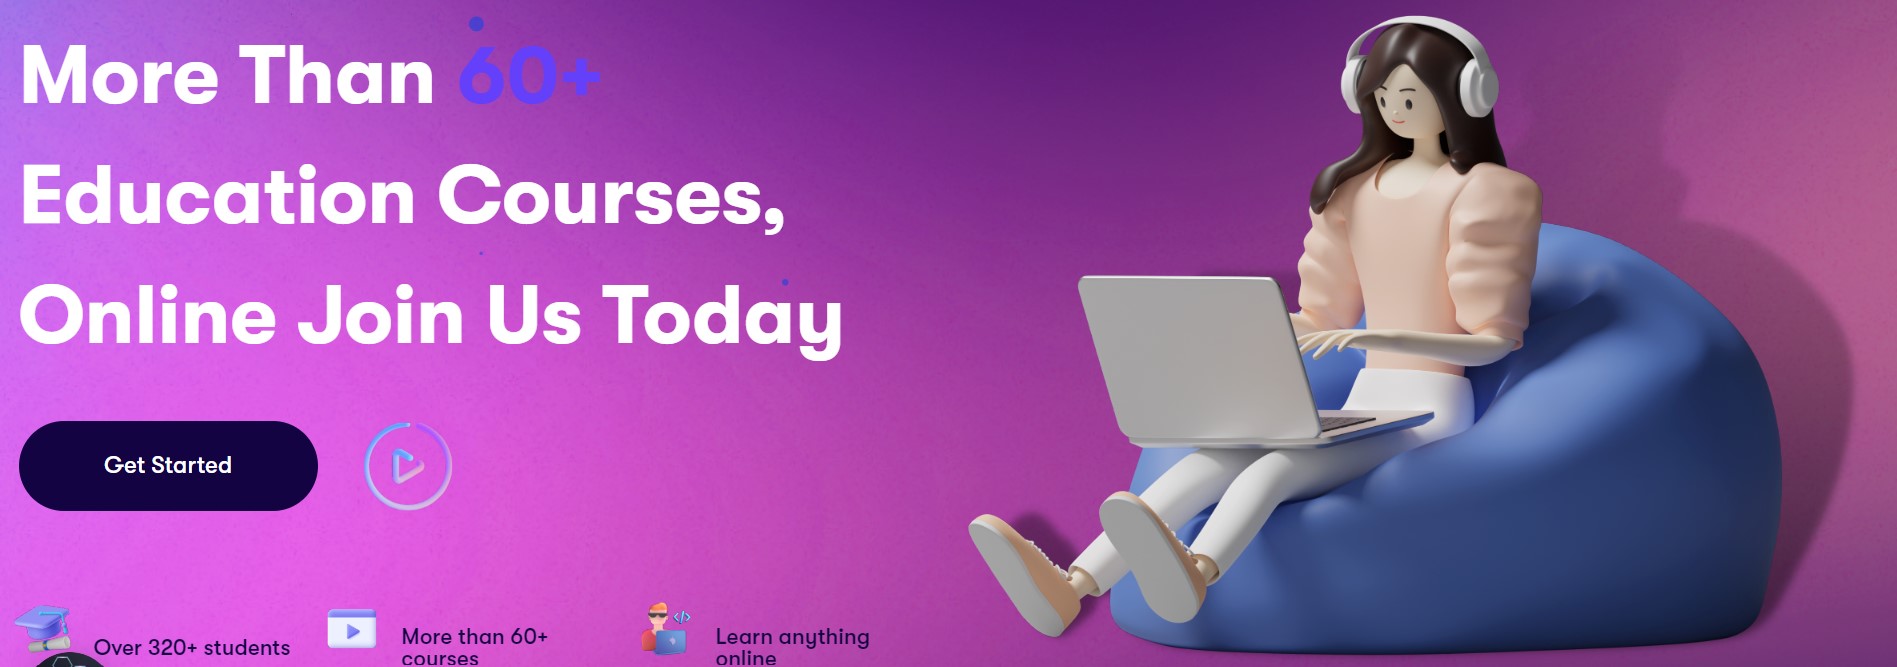 More Than 60+
Education Courses,
Online Join Us Today
Get Started
Over 320+ students
More than 60+
courses
Learn anything
online